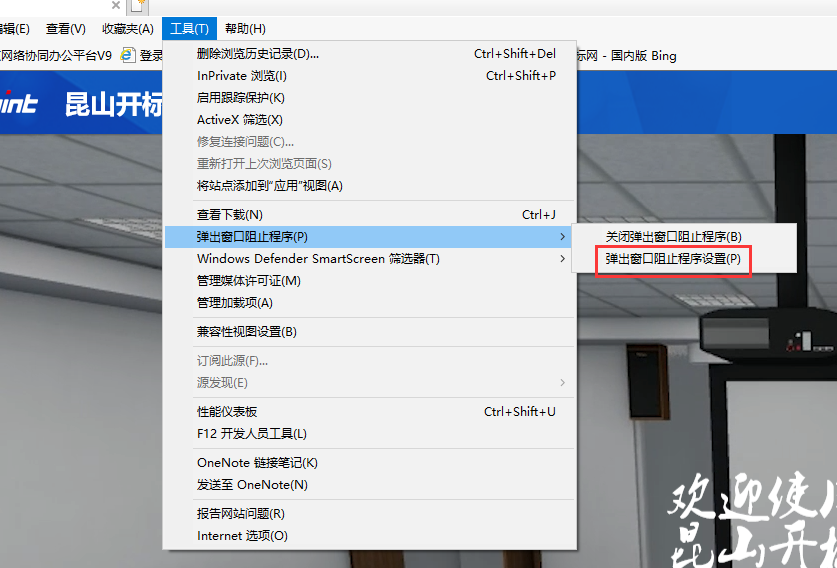 编辑(E) 查看(V) 收藏夹(A) 工具(T) 帮助(H)
网络协同办公平台V9 登录
标网 - 国内版 Bing
int 昆山开标
删除浏览历史记录(D)... Ctrl+Shift+Del
InPrivate 浏览(I) Ctrl+Shift+P
启用跟踪保护(K)
ActiveX 筛选(X)
修复连接问题(C)...
重新打开上次浏览页面(S)
将站点添加到“应用”视图(A)
查看下载(N) Ctrl+J
弹出窗口阻止程序(P)
关闭弹出窗口阻止程序(B)
Windows Defender SmartScreen 筛选器(T)
弹出窗口阻止程序设置(P)
管理媒体许可证(M)
管理加载项(A)
兼容性视图设置(B)
订阅此源(F)...
源发现(E)
性能仪表板 Ctrl+Shift+U
F12 开发人员工具(L)
OneNote 链接笔记(K)
发送至 OneNote(N)
报告网站问题(R)
Internet 选项(O)
欢迎使用
昆山开标